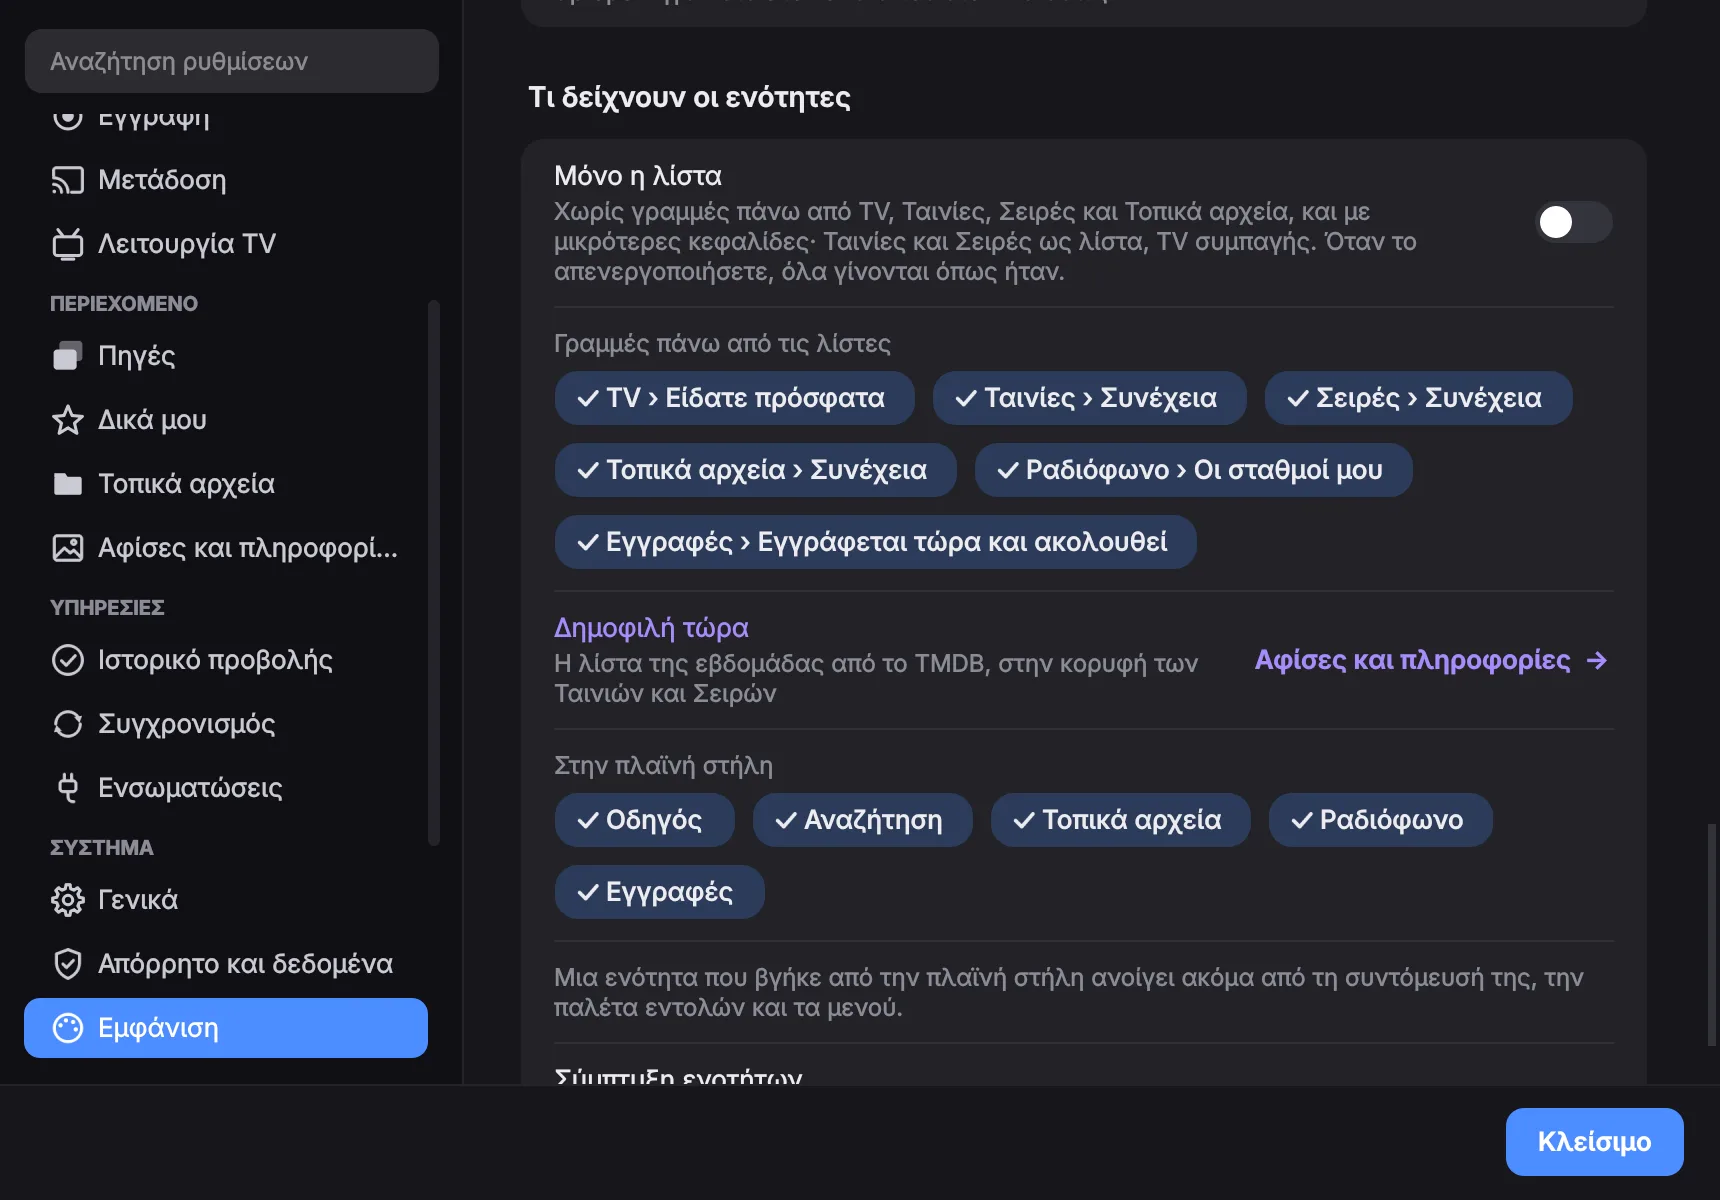 Αναζήτηση ρυθμίσεων
Εγγραφή
Μετάδοση
Λειτουργία TV
ΠΕΡΙΕΧΟΜΕΝΟ
Πηγές
Δικά μου
Τοπικά αρχεία
Αφίσες και πληροφορί...
ΥΠΗΡΕΣΙΕΣ
Ιστορικό προβολής
Συγχρονισμός
Ενσωματώσεις
ΣΥΣΤΗΜΑ
Γενικά
Απόρρητο και δεδομένα
Εμφάνιση
Τι δείχνουν οι ενότητες
Μόνο η λίστα
Χωρίς γραμμές πάνω από TV, Ταινίες, Σειρές και Τοπικά αρχεία, και με
μικρότερες κεφαλίδες· Ταινίες και Σειρές ως λίστα, TV συμπαγής. Όταν το
απενεργοποιήσετε, όλα γίνονται όπως ήταν.
Γραμμές πάνω από τις λίστες
TV › Είδατε πρόσφατα
Ταινίες › Συνέχεια
Σειρές › Συνέχεια
Τοπικά αρχεία › Συνέχεια
Ραδιόφωνο › Οι σταθμοί μου
Εγγραφές › Εγγράφεται τώρα και ακολουθεί
Δημοφιλή τώρα
Η λίστα της εβδομάδας από το TMDB, στην κορυφή των
Ταινιών και Σειρών
Αφίσες και πληροφορίες →
Στην πλαϊνή στήλη
Οδηγός
Αναζήτηση
Τοπικά αρχεία
Ραδιόφωνο
Εγγραφές
Μια ενότητα που βγήκε από την πλαϊνή στήλη ανοίγει ακόμα από τη συντόμευσή της, την
παλέτα εντολών και τα μενού.
Σύμπτυξη ενοτήτων
Κλείσιμο